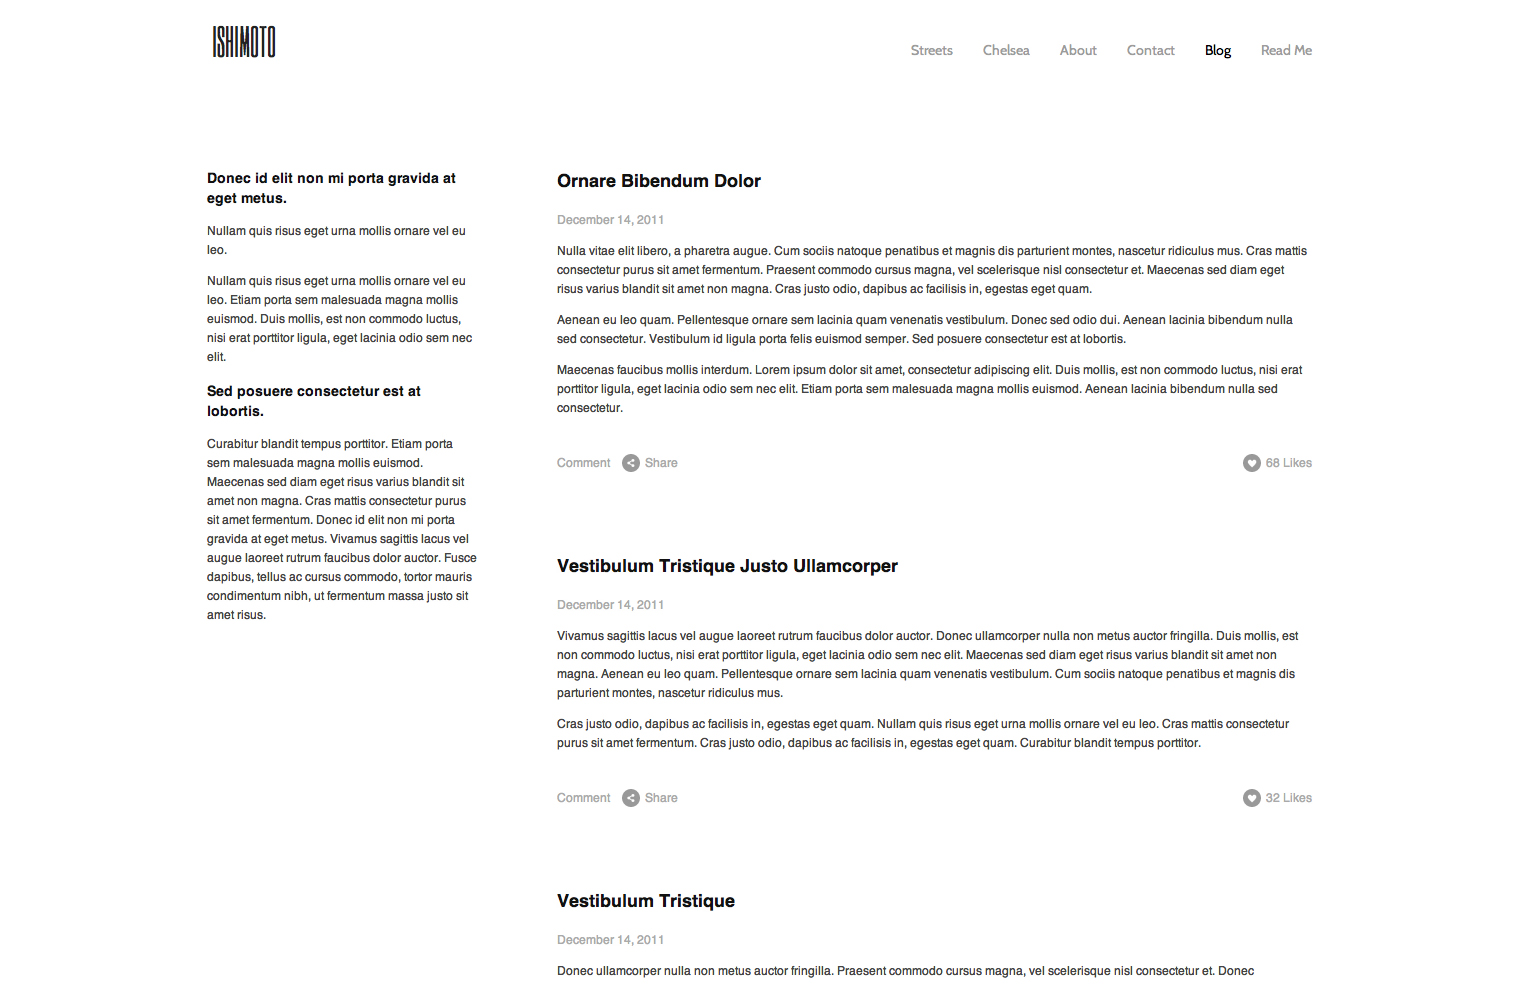 ISHIMOTO
Streets Chelsea About Contact Blog Read Me
Donec id elit non mi porta gravida at
eget metus.
Nullam quis risus eget urna mollis ornare vel eu
leo.
Nullam quis risus eget urna mollis ornare vel eu
leo. Etiam porta sem malesuada magna mollis
euismod. Duis mollis, est non commodo luctus,
nisi erat porttitor ligula, eget lacinia odio sem nec
elit.
Sed posuere consectetur est at
lobortis.
Curabitur blandit tempus porttitor. Etiam porta
sem malesuada magna mollis euismod.
Maecenas sed diam eget risus varius blandit sit
amet non magna. Cras mattis consectetur purus
sit amet fermentum. Donec id elit non mi porta
gravida at eget metus. Vivamus sagittis lacus vel
augue laoreet rutrum faucibus dolor auctor. Fusce
dapibus, tellus ac cursus commodo, tortor mauris
condimentum nibh, ut fermentum massa justo sit
amet risus.
Ornare Bibendum Dolor
December 14, 2011
Nulla vitae elit libero, a pharetra augue. Cum sociis natoque penatibus et magnis dis parturient montes, nascetur ridiculus mus. Cras mattis
consectetur purus sit amet fermentum. Praesent commodo cursus magna, vel scelerisque nisl consectetur et. Maecenas sed diam eget
risus varius blandit sit amet non magna. Cras justo odio, dapibus ac facilisis in, egestas eget quam.
Aenean eu leo quam. Pellentesque ornare sem lacinia quam venenatis vestibulum. Donec sed odio dui. Aenean lacinia bibendum nulla
sed consectetur. Vestibulum id ligula porta felis euismod semper. Sed posuere consectetur est at lobortis.
Maecenas faucibus mollis interdum. Lorem ipsum dolor sit amet, consectetur adipiscing elit. Duis mollis, est non commodo luctus, nisi erat
porttitor ligula, eget lacinia odio sem nec elit. Etiam porta sem malesuada magna mollis euismod. Aenean lacinia bibendum nulla sed
consectetur.
Comment Share 68 Likes
Vestibulum Tristique Justo Ullamcorper
December 14, 2011
Vivamus sagittis lacus vel augue laoreet rutrum faucibus dolor auctor. Donec ullamcorper nulla non metus auctor fringilla. Duis mollis, est
non commodo luctus, nisi erat porttitor ligula, eget lacinia odio sem nec elit. Maecenas sed diam eget risus varius blandit sit amet non
magna. Aenean eu leo quam. Pellentesque ornare sem lacinia quam venenatis vestibulum. Cum sociis natoque penatibus et magnis dis
parturient montes, nascetur ridiculus mus.
Cras justo odio, dapibus ac facilisis in, egestas eget quam. Nullam quis risus eget urna mollis ornare vel eu leo. Cras mattis consectetur
purus sit amet fermentum. Cras justo odio, dapibus ac facilisis in, egestas eget quam. Curabitur blandit tempus porttitor.
Comment Share 32 Likes
Vestibulum Tristique
December 14, 2011
Donec ullamcorper nulla non metus auctor fringilla. Praesent commodo cursus magna, vel scelerisque nisl consectetur et. Donec